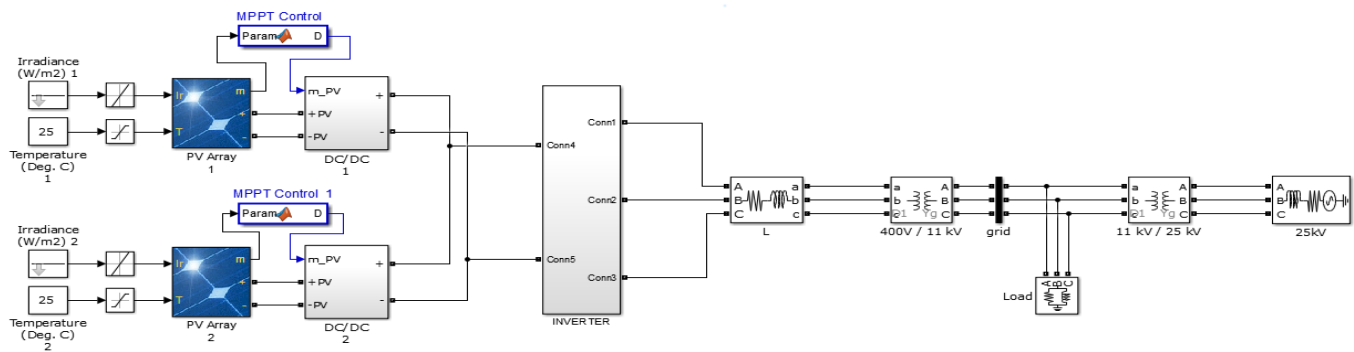 MPPT Control
Param
D
Irradiance
(W/m2) 1
Ir
m
T
+
-
25
Temperature
(Deg. C)
1
PV Array
1
m_PV
+PV
-PV
+
-
DC/DC
1
MPPT Control 1
Param
D
Irradiance
(W/m2) 2
Ir
m
T
+
-
25
Temperature
(Deg. C)
2
PV Array
2
m_PV
+PV
-PV
+
-
DC/DC
2
Conn4
Conn5
Conn1
Conn2
Conn3
INVERTER
A
B
C
a
b
c
L
a
b
A
B
C
Yg
400V / 11 kV
grid
A B C
Load
a
b
A
B
C
Yg
11 kV / 25 kV
A
B
C
25kV